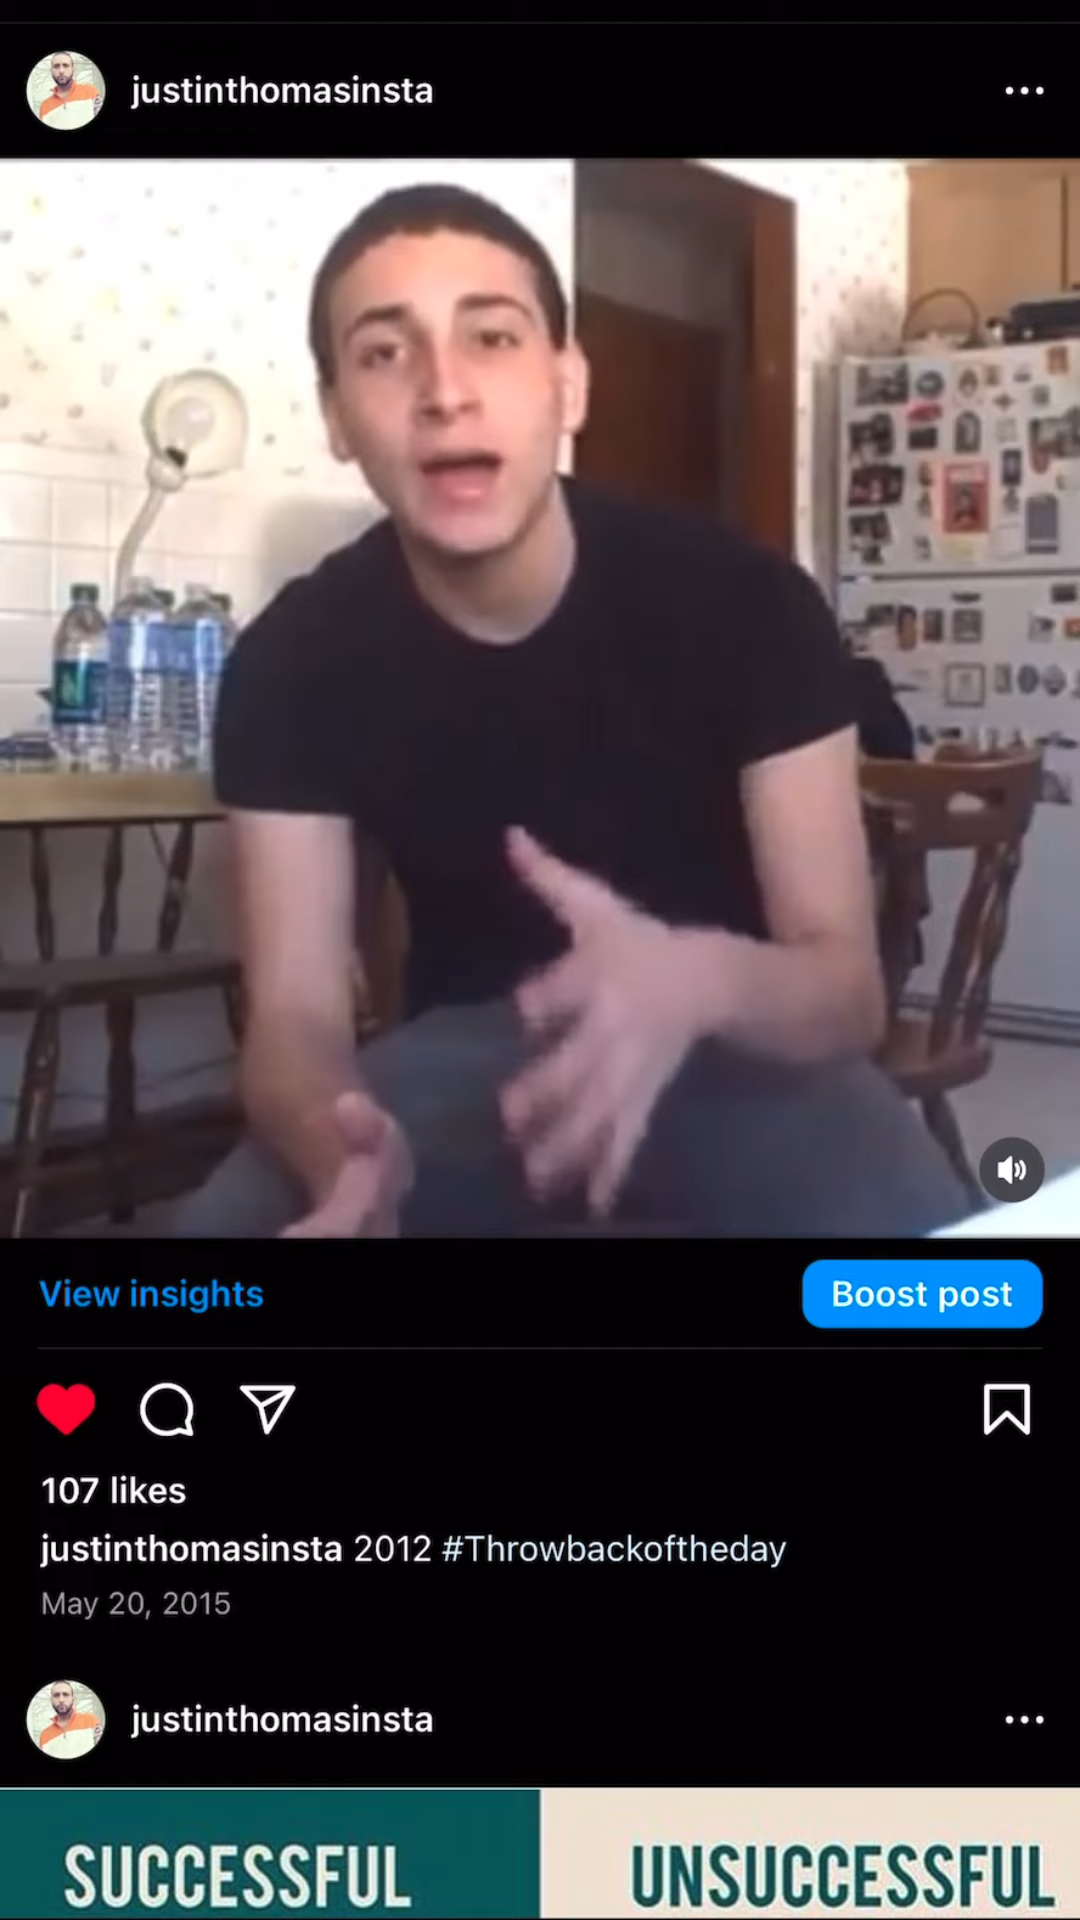 justinthomasinsta
View insights
Boost post
107 likes
justinthomasinsta 2012 #Throwbackoftheday
May 20, 2015
justinthomasinsta
SUCCESSFUL
UNSUCCESSFUL